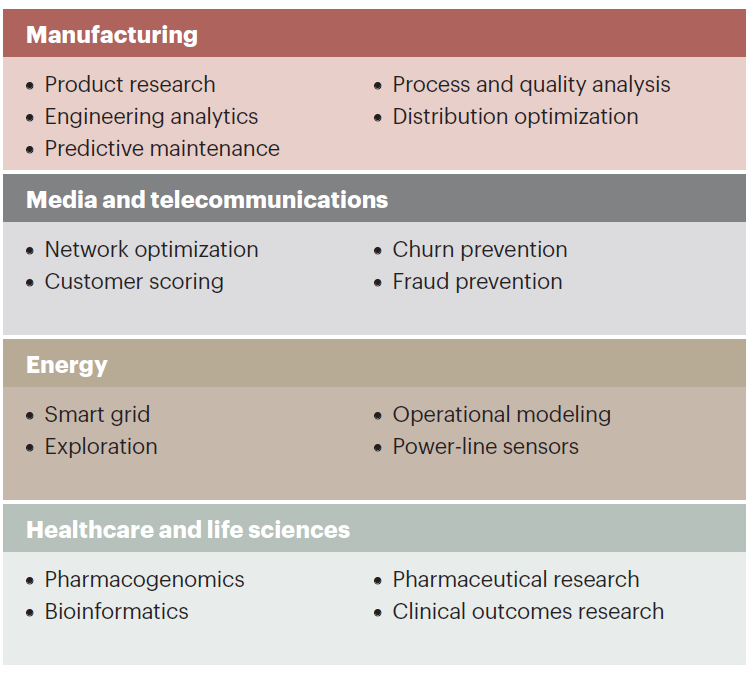 Manufacturing
• Product research
• Engineering analytics
• Predictive maintenance
• Process and quality analysis
• Distribution optimization
Media and telecommunications
• Network optimization
• Customer scoring
• Churn prevention
• Fraud prevention
Energy
• Smart grid
• Exploration
• Operational modeling
• Power-line sensors
Healthcare and life sciences
• Pharmacogenomics
• Bioinformatics
• Pharmaceutical research
• Clinical outcomes research